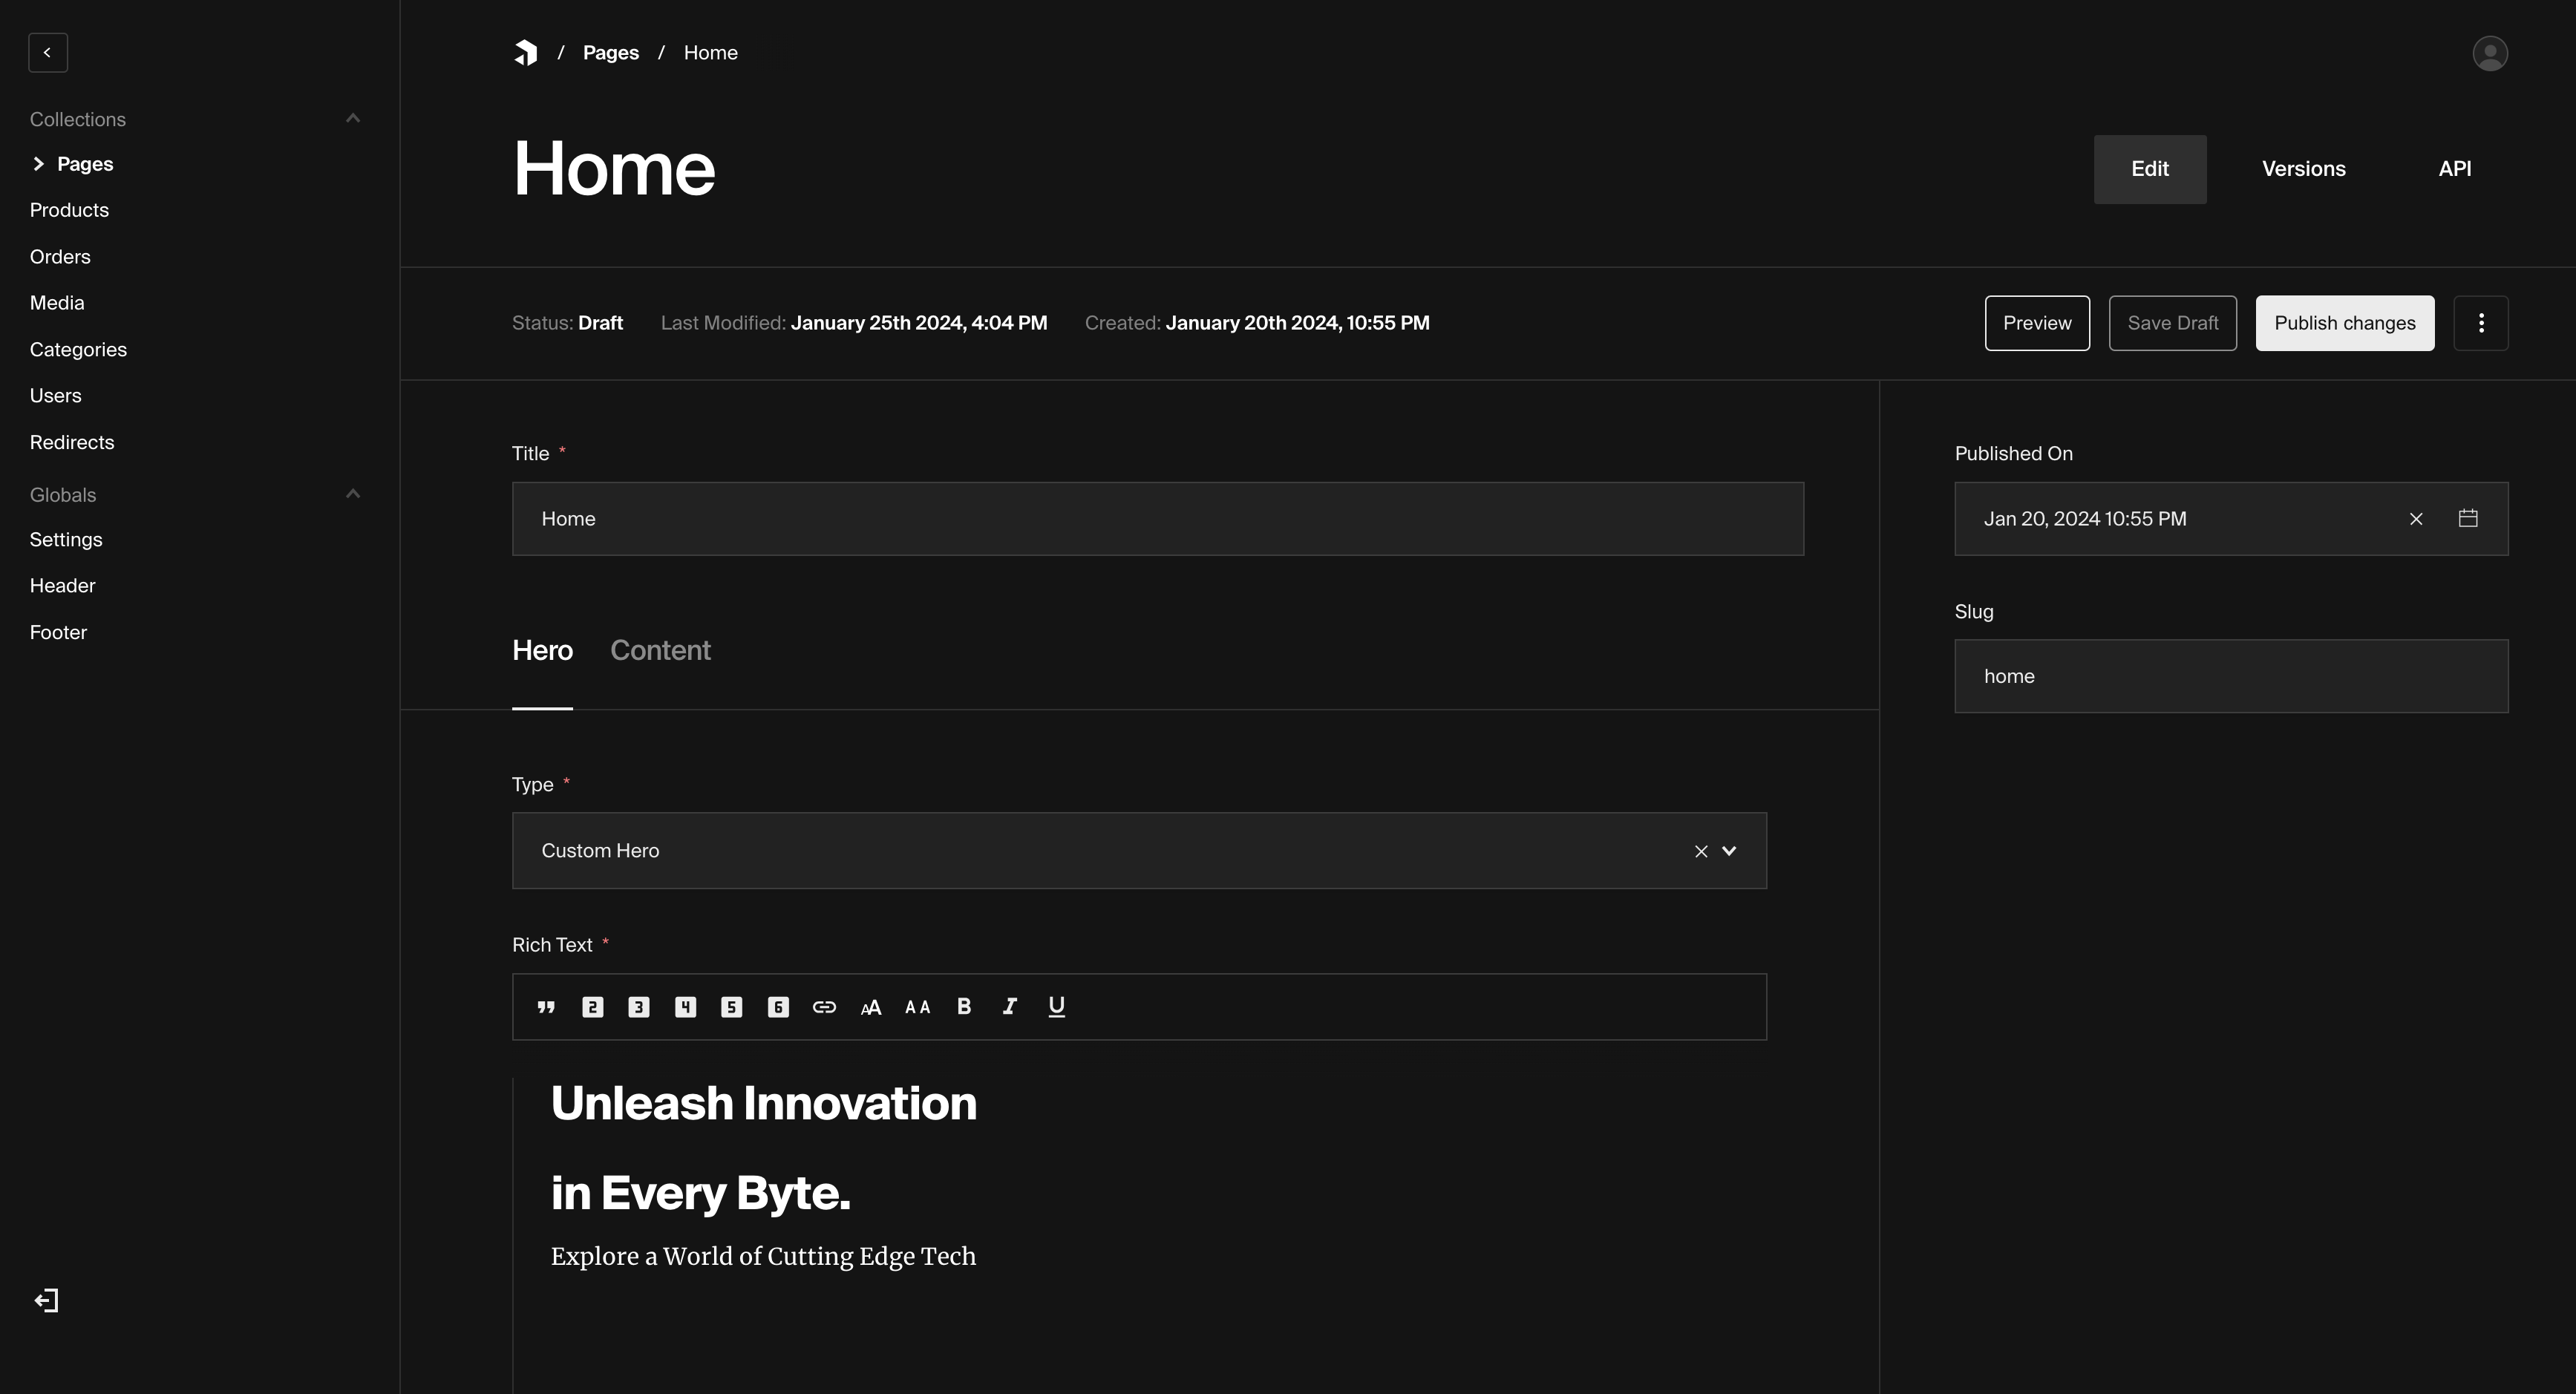 / Pages / Home
Collections
Pages
Products
Orders
Media
Categories
Users
Redirects
Globals
Settings
Header
Footer
Home
Edit Versions API
Status: Draft Last Modified: January 25th 2024, 4:04 PM Created: January 20th 2024, 10:55 PM
Preview Save Draft Publish changes
Title *
Home
Hero Content
Type *
Custom Hero
Rich Text *
" 2 3 4 5 6 AA AA B I U
Unleash Innovation
in Every Byte.
Explore a World of Cutting Edge Tech
Published On
Jan 20, 2024 10:55 PM
Slug
home